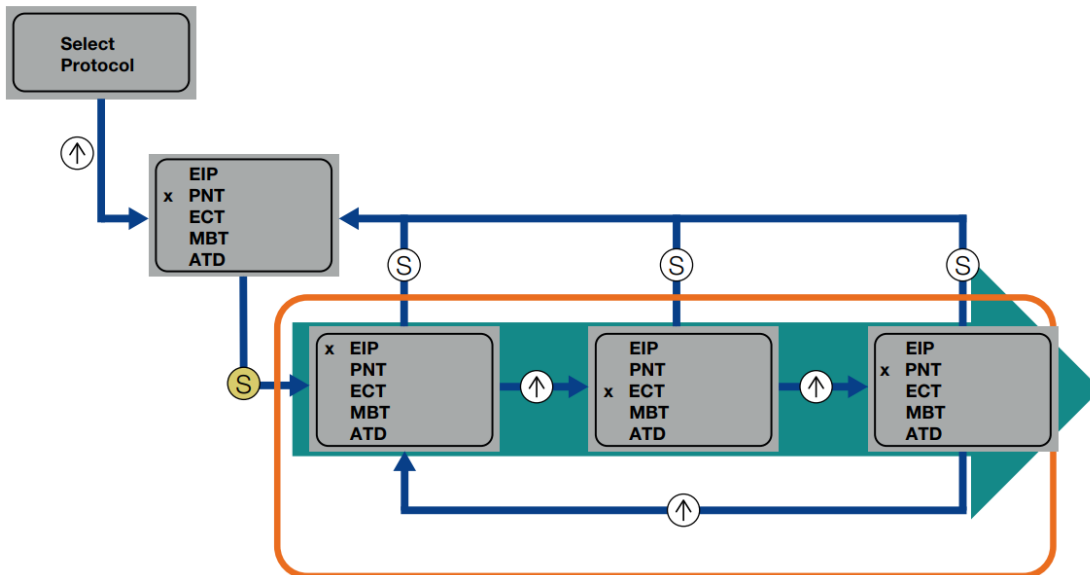 Select
Protocol
EIP
x PNT
ECT
MBT
ATD
S
S
S
S
x EIP
PNT
ECT
MBT
ATD
EIP
PNT
x ECT
MBT
ATD
EIP
x PNT
ECT
MBT
ATD